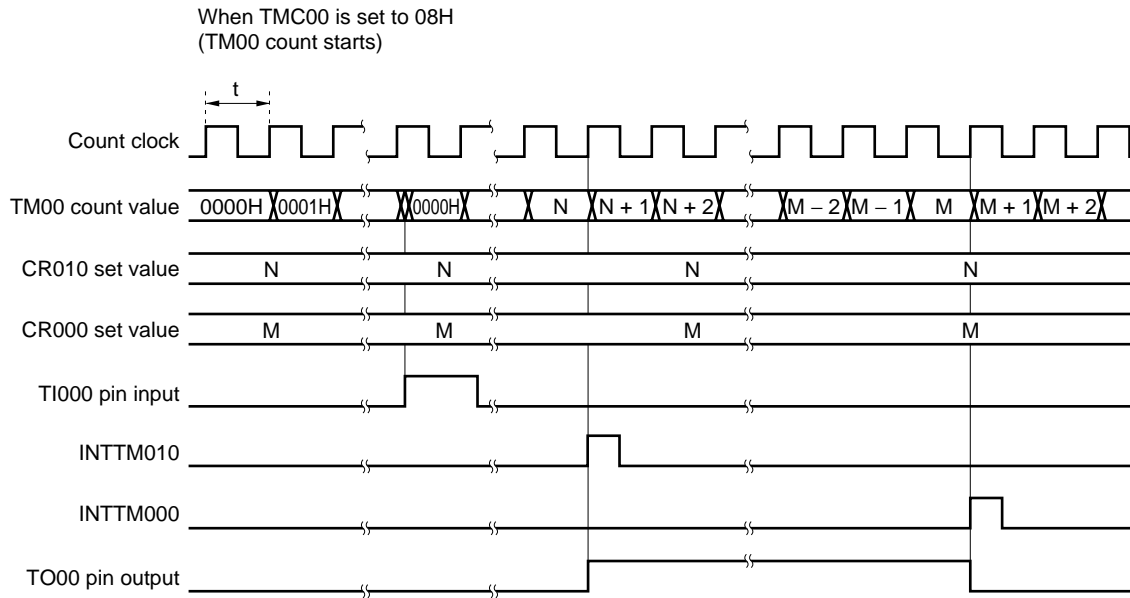 When TMC00 is set to 08H
(TM00 count starts)
t
Count clock
TM00 count value 0000H 0001H 0000H N N + 1 N + 2 M − 2 M − 1 M M + 1 M + 2
CR010 set value N N N N
CR000 set value M M M M
TI000 pin input
INTTM010
INTTM000
TO00 pin output